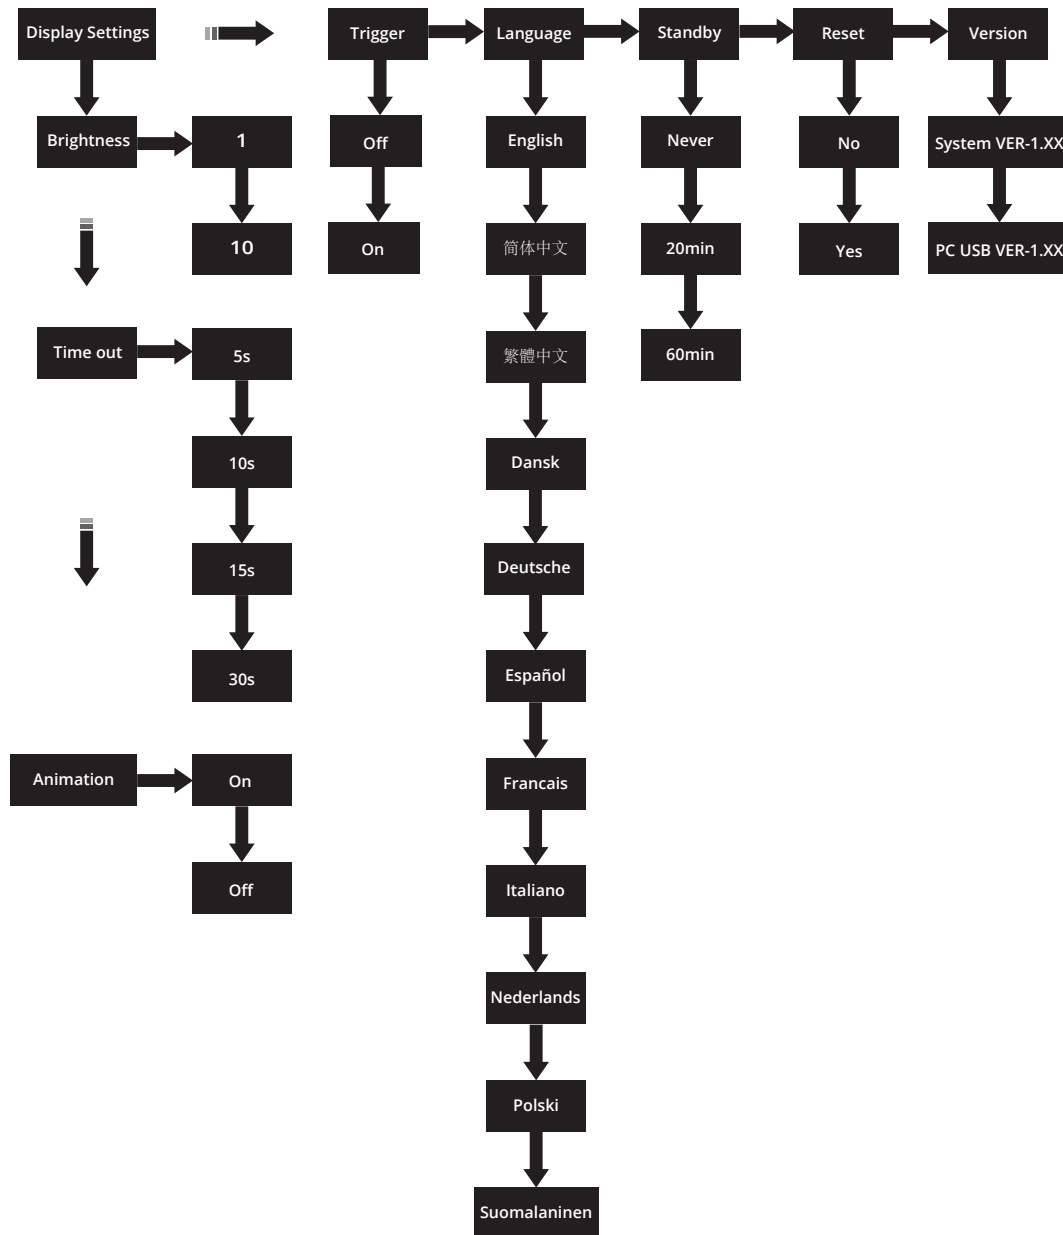 Display Settings
Trigger
Language
Standby
Reset
Version
Brightness
1
Off
English
Never
No
System VER-1.XX
10
On
简体中文
20min
Yes
PC USB VER-1.XX
Time out
5s
繁體中文
60min
10s
Dansk
15s
Deutsche
30s
Español
Animation
On
Francais
Off
Italiano
Nederlands
Polski
Suomalaninen